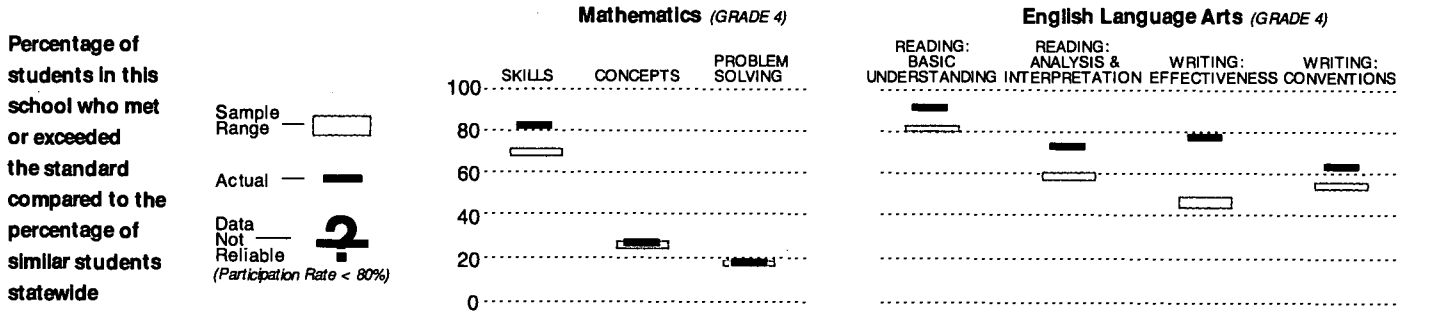 Mathematics (GRADE 4)
English Language Arts (GRADE 4)
Percentage of
students in this
school who met
or exceeded
the standard
compared to the
percentage of
similar students
statewide
Sample
Range
Actual
Data
Not
Reliable
?
(Participation Rate < 80%)
SKILLS
CONCEPTS
PROBLEM
SOLVING
READING:
BASIC
UNDERSTANDING
READING:
ANALYSIS &
INTERPRETATION
WRITING:
EFFECTIVENESS
WRITING:
CONVENTIONS
100
80
60
40
20
0